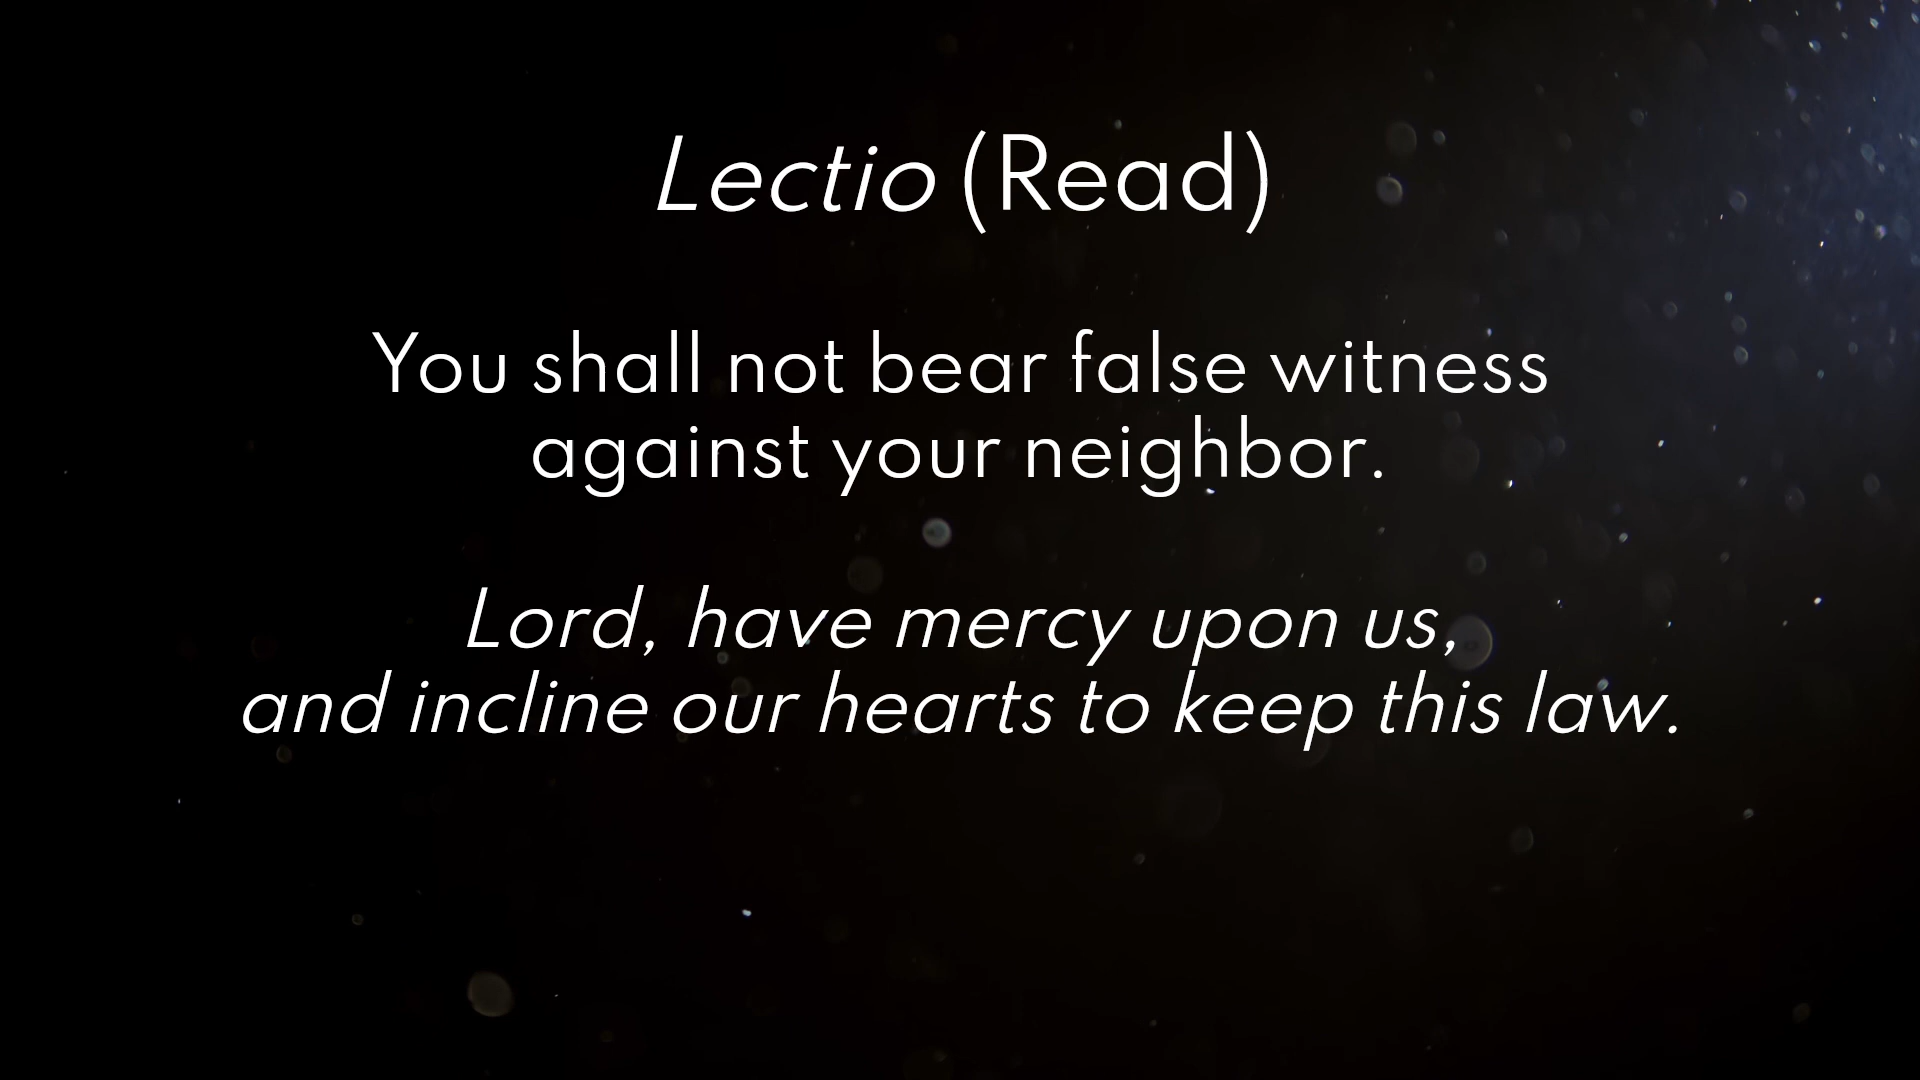 Lectio (Read)
You shall not bear false witness
against your neighbor.
Lord, have mercy upon us,
and incline our hearts to keep this law.